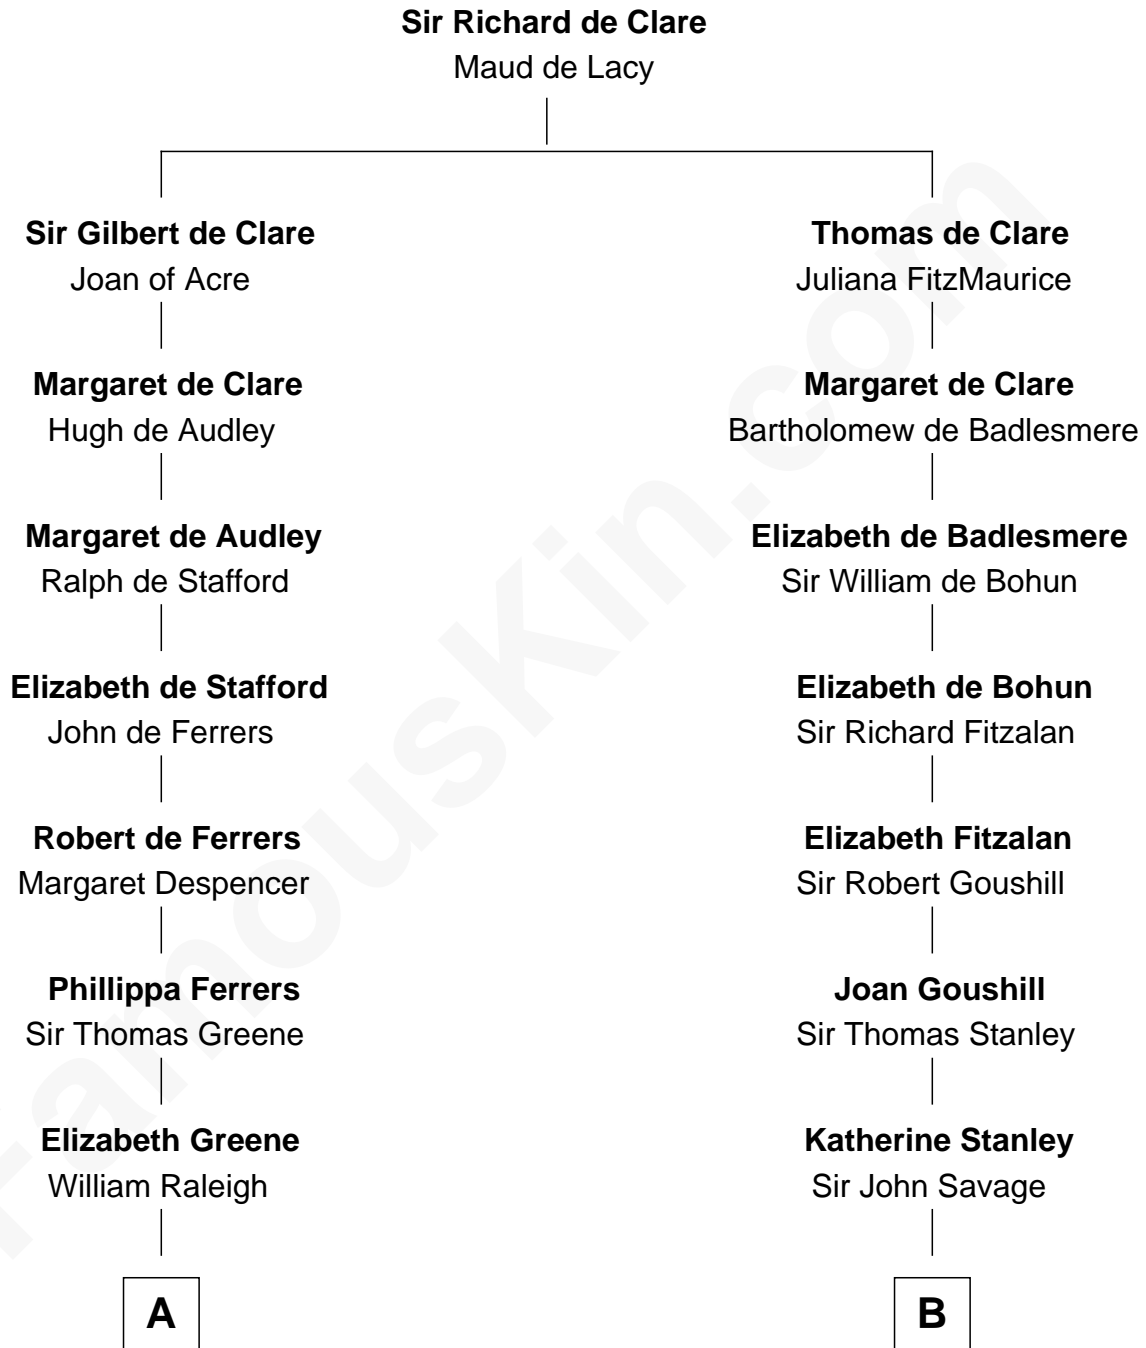 Sir Richard de Clare
Maud de Lacy
Sir Gilbert de Clare
Joan of Acre
Thomas de Clare
Juliana FitzMaurice
Margaret de Clare
Hugh de Audley
Margaret de Clare
Bartholomew de Badlesmere
Margaret de Audley
Ralph de Stafford
Elizabeth de Badlesmere
Sir William de Bohun
Elizabeth de Stafford
John de Ferrers
Elizabeth de Bohun
Sir Richard Fitzalan
Robert de Ferrers
Margaret Despencer
Elizabeth Fitzalan
Sir Robert Goushill
Phillippa Ferrers
Sir Thomas Greene
Joan Goushill
Sir Thomas Stanley
Elizabeth Greene
William Raleigh
Katherine Stanley
Sir John Savage
A
B
FamousKin.com